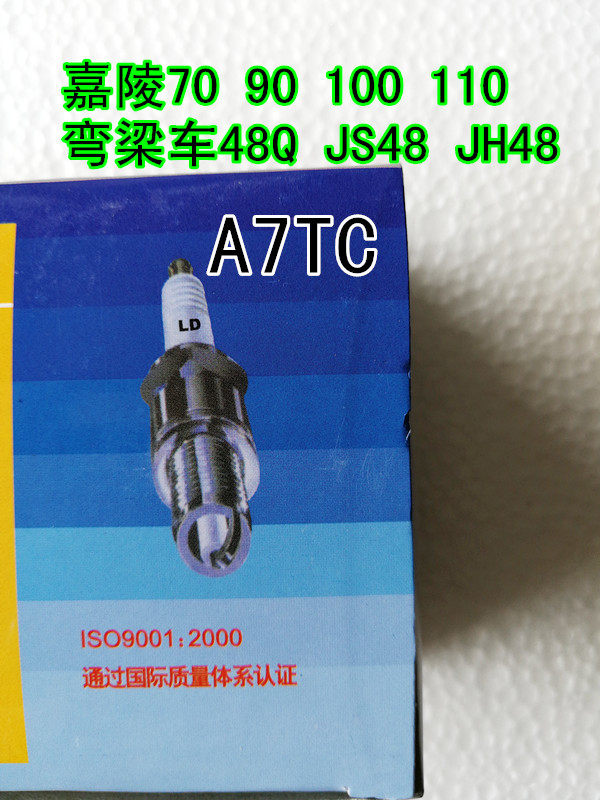 嘉陵70 90 100 110
弯梁车48Q JS48 JH48
A7TC
LD
ISO9001:2000
通过国际质量体系认证